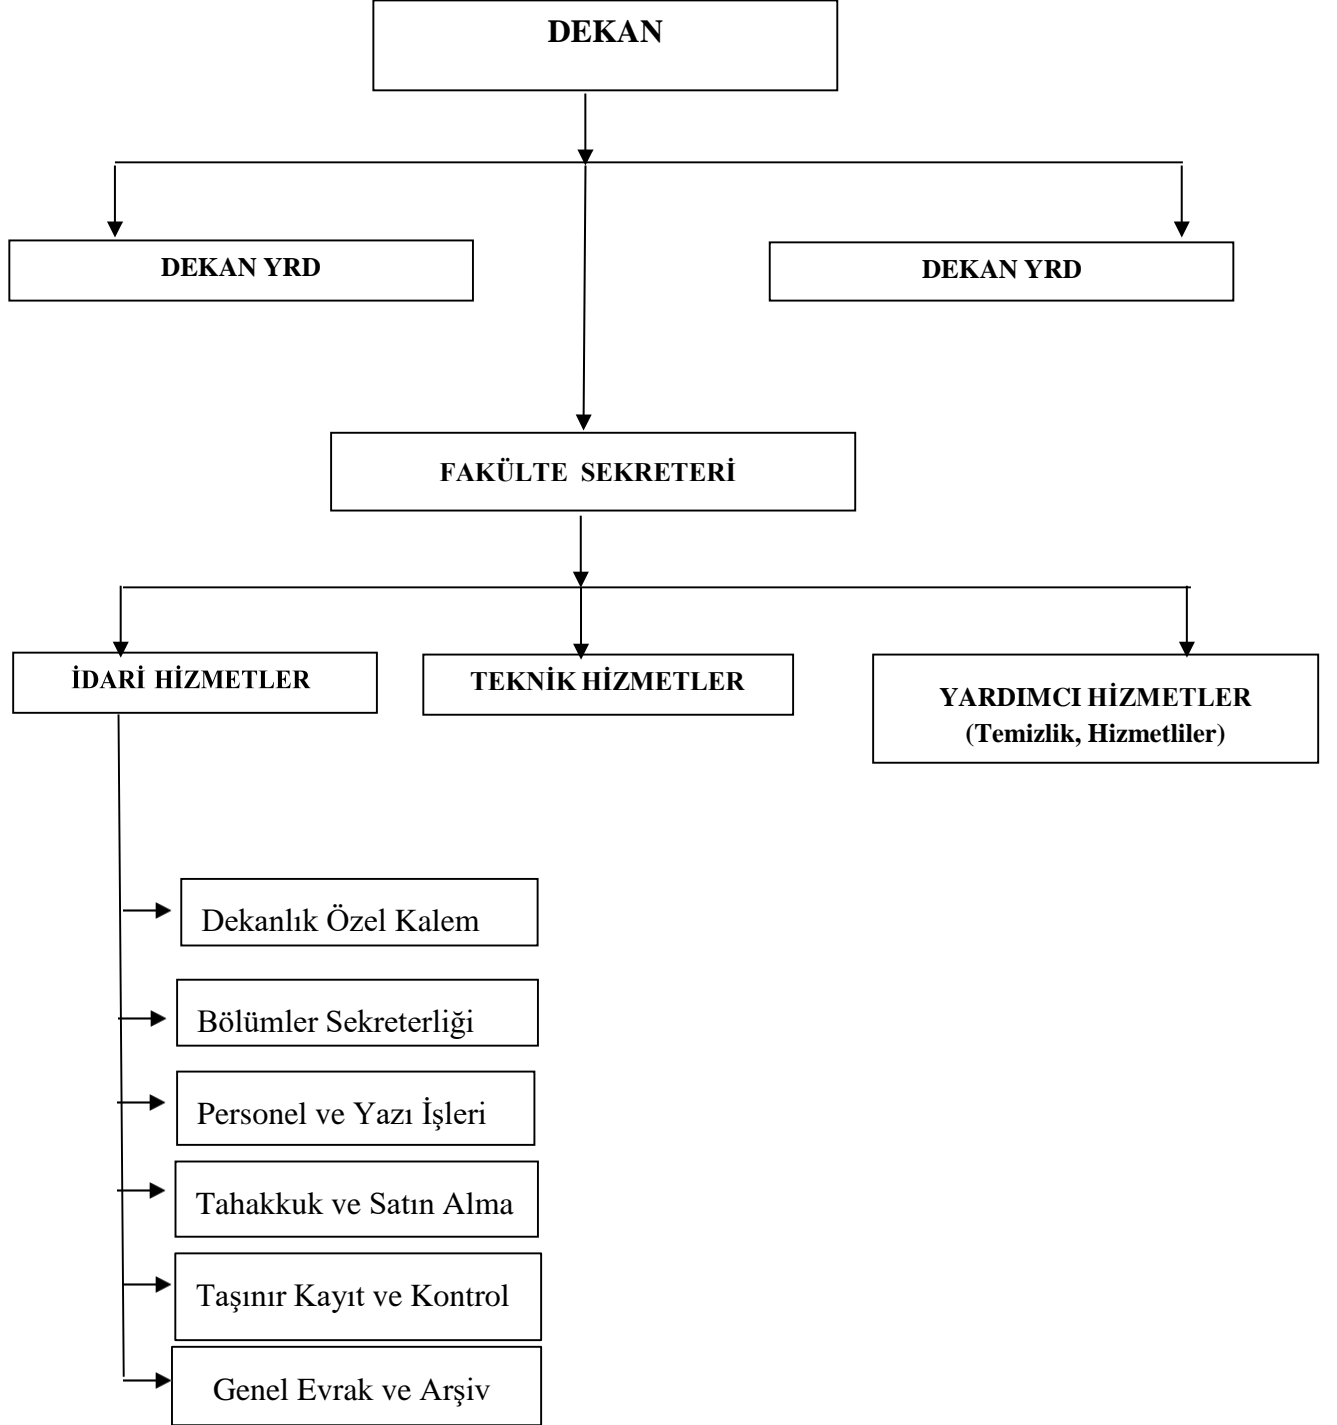 DEKAN
DEKAN YRD
DEKAN YRD
FAKÜLTE SEKRETERİ
İDARİ HİZMETLER
TEKNİK HİZMETLER
YARDIMCI HİZMETLER
(Temizlik, Hizmetliler)
Dekanlık Özel Kalem
Bölümler Sekreterliği
Personel ve Yazı İşleri
Tahakkuk ve Satın Alma
Taşınır Kayıt ve Kontrol
Genel Evrak ve Arşiv